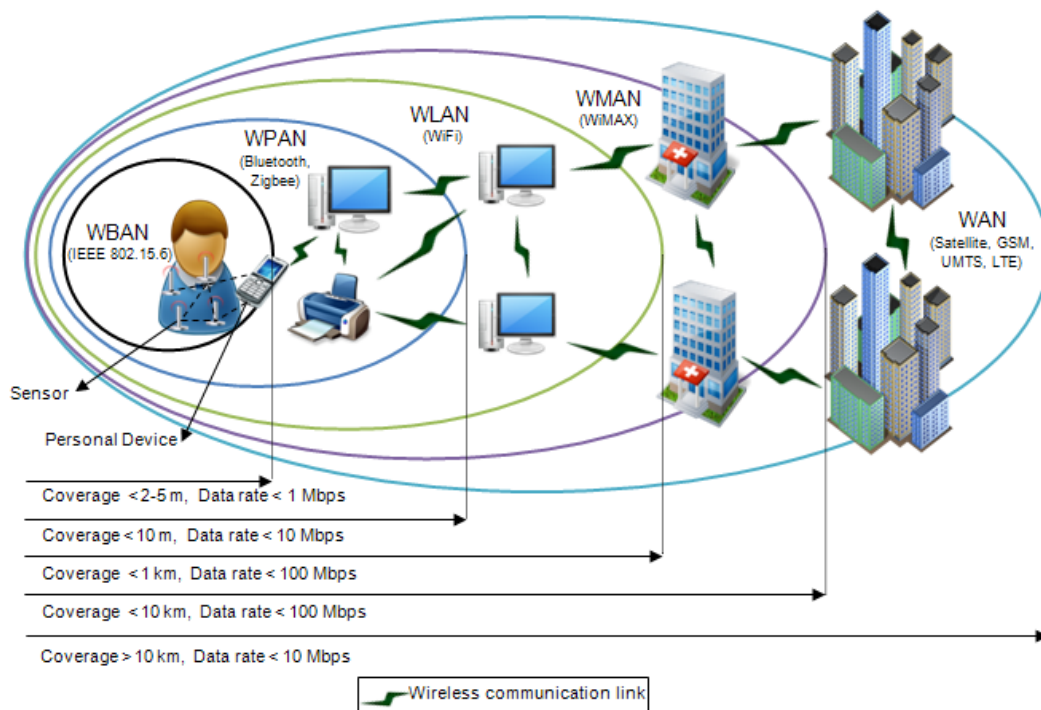 WMAN
(WiMAX)
WLAN
(WiFi)
WPAN
(Bluetooth,
Zigbee)
WBAN
(IEEE 802.15.6)
WAN
(Satellite, GSM,
UMTS, LTE)
Sensor
Personal Device
Coverage <2-5 m, Data rate < 1 Mbps
Coverage <10 m, Data rate < 10 Mbps
Coverage <1 km, Data rate < 100 Mbps
Coverage <10 km, Data rate < 100 Mbps
Coverage > 10 km, Data rate < 10 Mbps
Wireless communication link